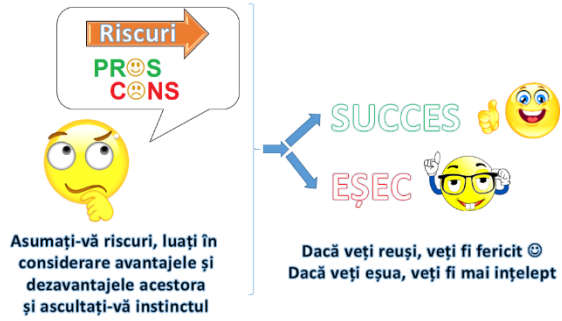 Riscuri
PROS
CONS
Asumați-vă riscuri, luați în
considerare avantajele și
dezavantajele acestora
și ascultați-vă instinctul
SUCCES
EȘEC
Dacă veți reuși, veți fi fericit ☺
Dacă veți eșua, veți fi mai ințelept